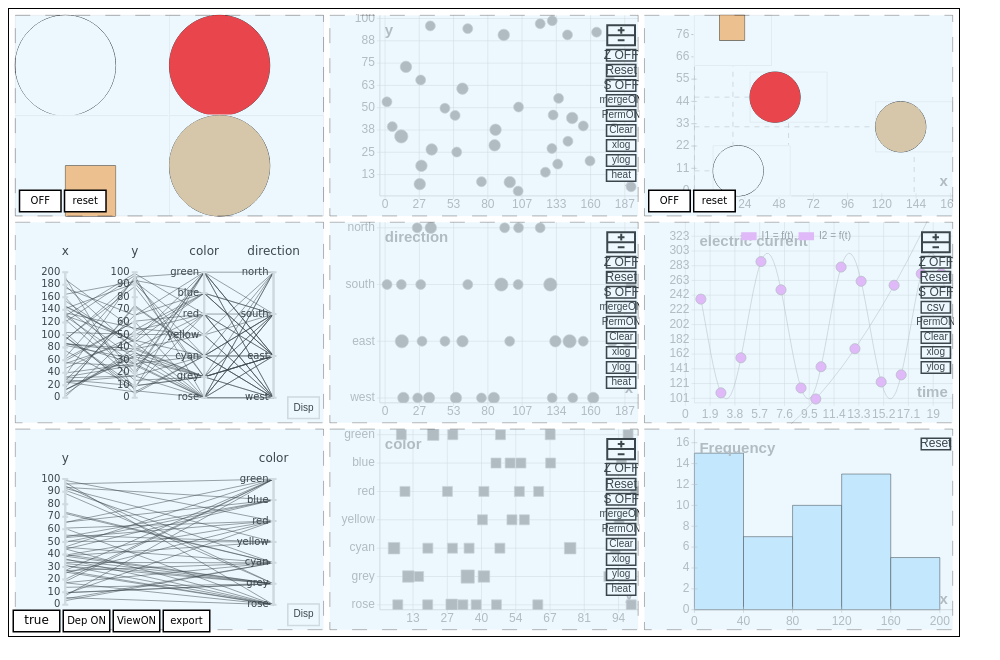 OFF
reset
y
100
88
75
63
50
38
25
13
0
27
53
80
107
133
160
187
+
−
Z OFF
Reset
S OFF
mergeON
PermON
Clear
xlog
ylog
heat
76
66
55
44
33
22
11
24
48
72
96
120
144
x
OFF
reset
x
y
color
direction
200
180
160
140
120
100
80
60
40
20
0
100
90
80
70
60
50
40
30
20
10
0
green
blue
red
yellow
cyan
grey
rose
north
south
east
west
Disp
direction
north
south
east
west
0
27
53
80
107
133
160
187
+
−
Z OFF
Reset
S OFF
mergeON
PermON
Clear
xlog
ylog
heat
electric current
I1 = f(t)
I2 = f(t)
323
303
283
263
242
222
202
182
162
141
121
101
0
1.9
3.8
5.7
7.6
9.5
11.4
13.3
15.2
17.1
19
time
+
−
Z OFF
Reset
S OFF
csv
PermON
Clear
xlog
ylog
y
color
100
90
80
70
60
50
40
30
20
10
0
green
blue
red
yellow
cyan
grey
rose
Disp
true
Dep ON
ViewON
export
color
green
blue
red
yellow
cyan
grey
rose
13
27
40
54
67
81
94
+
−
Z OFF
Reset
S OFF
mergeON
PermON
Clear
xlog
ylog
heat
Frequency
Reset
16
14
12
10
8
6
4
2
0
0
40
80
120
160
200
x